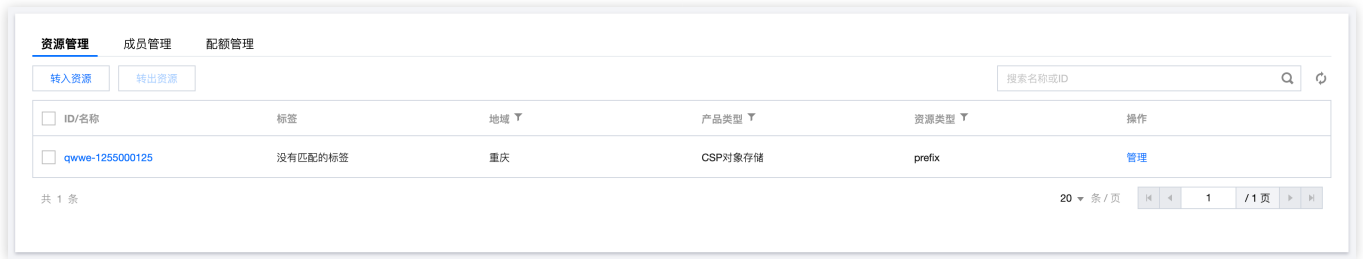 资源管理 成员管理 配额管理
转入资源 转出资源 搜索名称或ID
ID/名称 标签 地域 产品类型 资源类型 操作
qwwe-1255000125 没有匹配的标签 重庆 CSP对象存储 prefix 管理
共 1 条 20 条 / 页 1 / 1 页